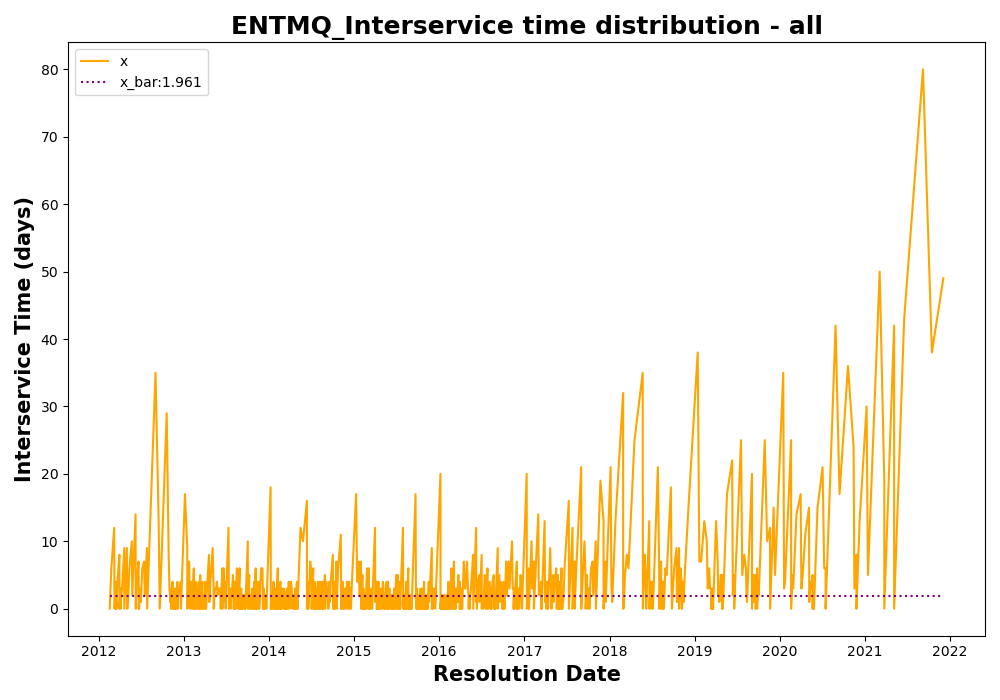 ENTMQ_Interservice time distribution - all
x
x_bar:1.961
Interservice Time (days)
80
70
60
50
40
30
20
10
0
2012 2013 2014 2015 2016 2017 2018 2019 2020 2021 2022
Resolution Date